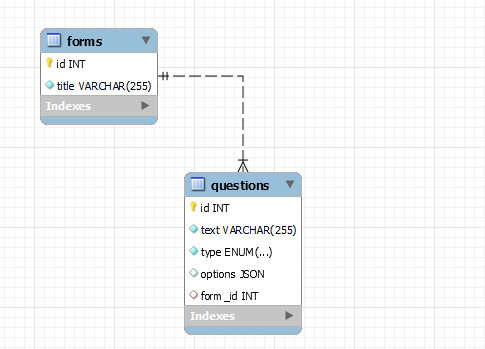 forms
id INT
title VARCHAR(255)
Indexes
questions
id INT
text VARCHAR(255)
type ENUM(...)
options JSON
form_id INT
Indexes